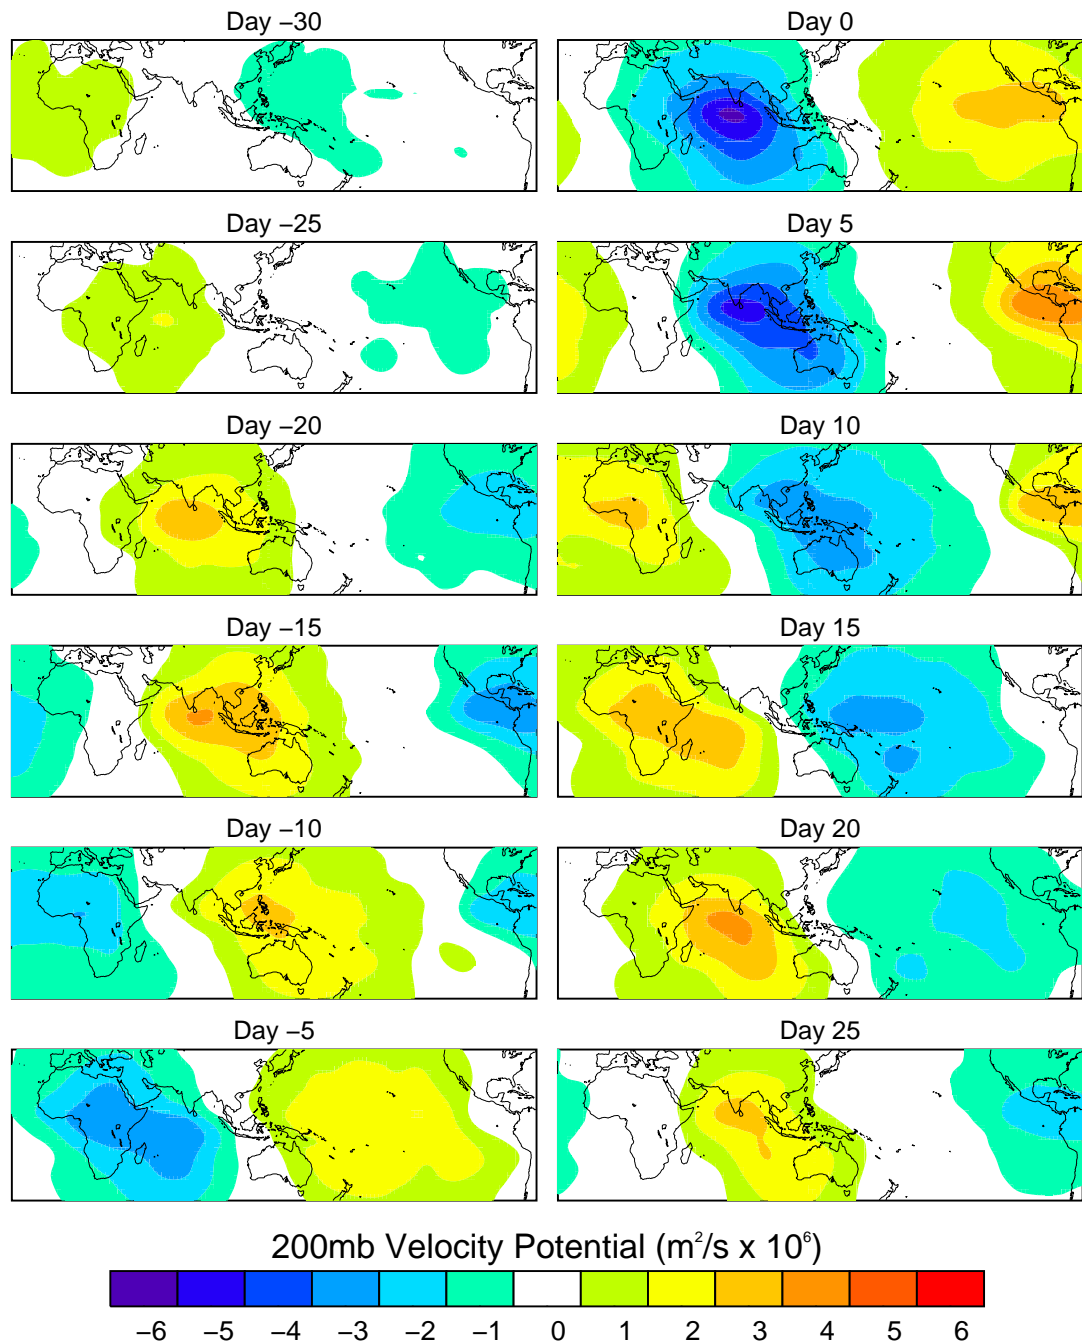 Day −30
Day 0
Day −25
Day 5
Day −20
Day 10
Day −15
Day 15
Day −10
Day 20
Day −5
Day 25
200mb Velocity Potential (m²/s x 10⁶)
−6 −5 −4 −3 −2 −1 0 1 2 3 4 5 6